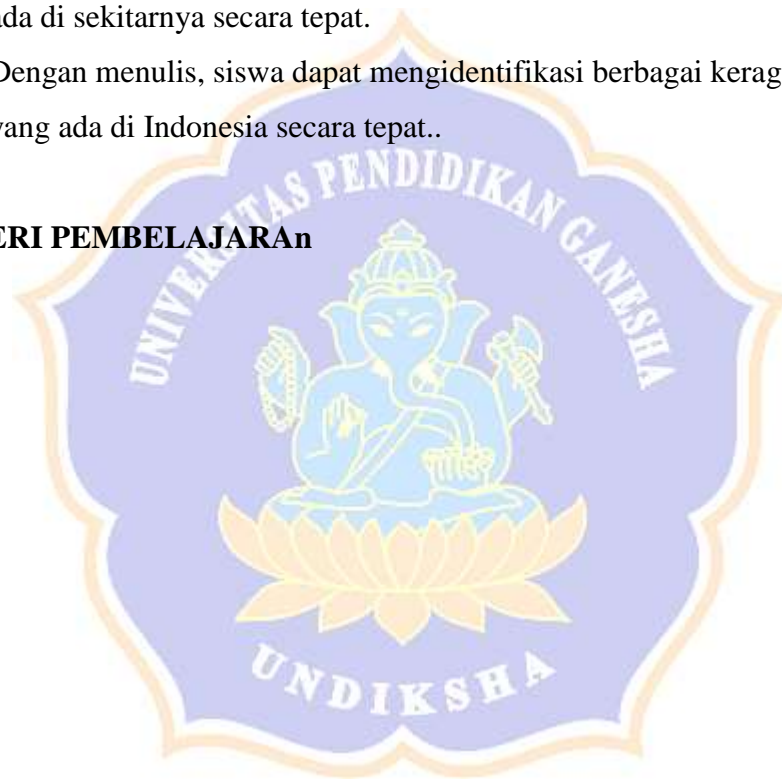 ada di sekitarnya secara tepat.
Dengan menulis, siswa dapat mengidentifikasi berbagai kerag
yang ada di Indonesia secara tepat..
UNIVERSITAS PENDIDIKAN GANESHA
ERI PEMBELAJARAn
UNDIKSHA